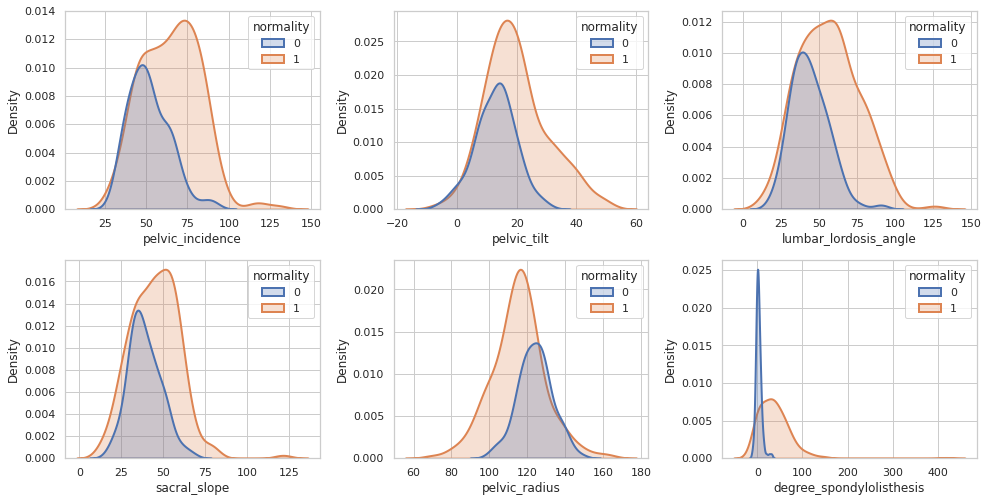 normality
0
1
Density
0.014
0.012
0.010
0.008
0.006
0.004
0.002
0.000
25 50 75 100 125 150
pelvic_incidence
normality
0
1
Density
0.025
0.020
0.015
0.010
0.005
0.000
−20 0 20 40 60
pelvic_tilt
normality
0
1
Density
0.012
0.010
0.008
0.006
0.004
0.002
0.000
0 25 50 75 100 125 150
lumbar_lordosis_angle
normality
0
1
Density
0.016
0.014
0.012
0.010
0.008
0.006
0.004
0.002
0.000
0 25 50 75 100 125
sacral_slope
normality
0
1
Density
0.020
0.015
0.010
0.005
0.000
60 80 100 120 140 160 180
pelvic_radius
normality
0
1
Density
0.025
0.020
0.015
0.010
0.005
0.000
0 100 200 300 400
degree_spondylolisthesis